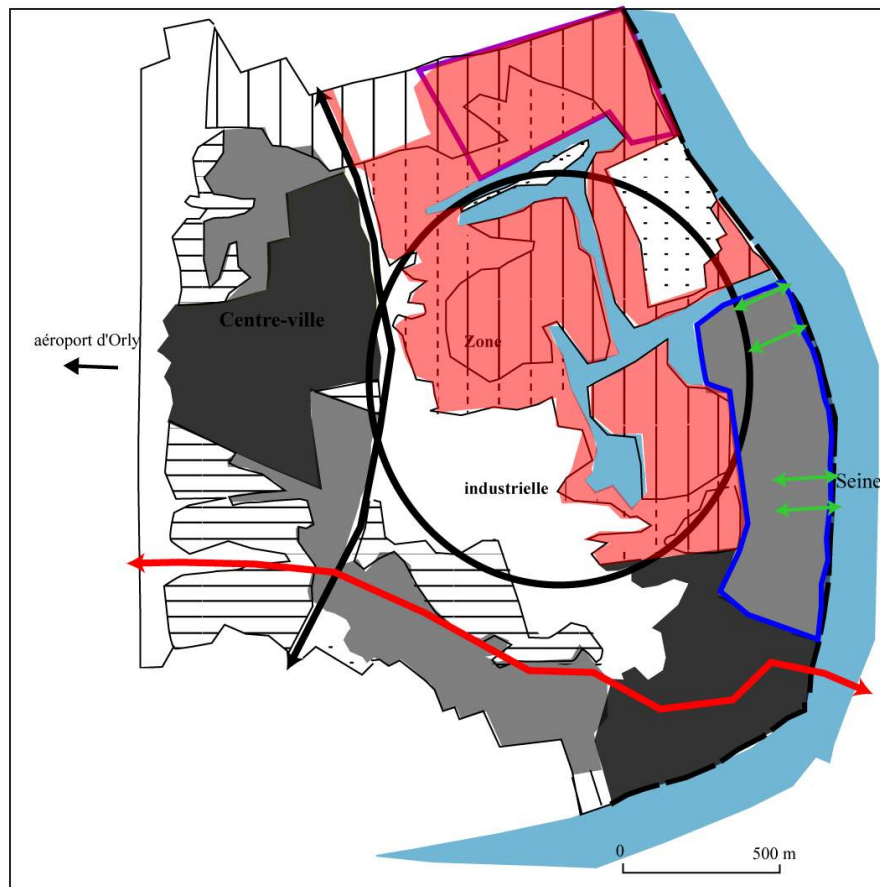 Centre-ville
aéroport d'Orly
Zone
industrielle
Seine
0 500 m